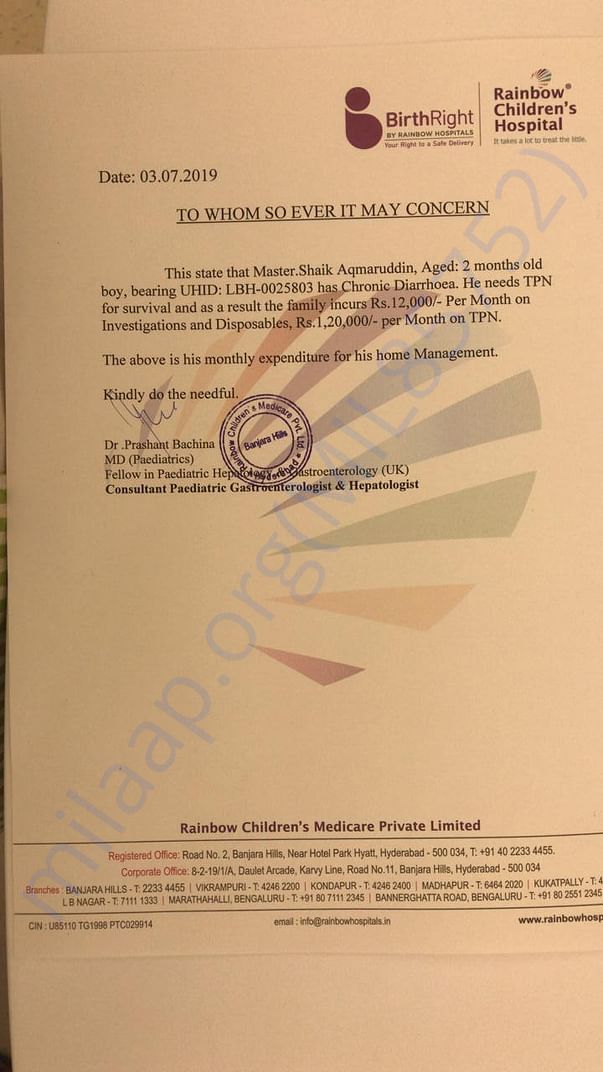 BirthRight
BY RAINBOW HOSPITALS
Your Right to a Safe Delivery
Rainbow®
Children's
Hospital
It takes a lot to treat the little.
Date: 03.07.2019
TO WHOM SO EVER IT MAY CONCERN
This state that Master.Shaik Aqmaruddin, Aged: 2 months old
boy, bearing UHID: LBH-0025803 has Chronic Diarrhoea. He needs TPN
for survival and as a result the family incurs Rs.12,000/- Per Month on
Investigations and Disposables, Rs.1,20,000/- per Month on TPN.
The above is his monthly expenditure for his home Management.
Kindly do the needful.
Rainbow Children's Medicare Pvt. Ltd.
Banjara Hills
Hyderabad
Dr .Prashant Bachina
MD (Paediatrics)
Fellow in Paediatric Hepatology & Gastroenterology (UK)
Consultant Paediatric Gastroenterologist & Hepatologist
milaap.org(MIL85752)
Rainbow Children's Medicare Private Limited
Registered Office: Road No. 2, Banjara Hills, Near Hotel Park Hyatt, Hyderabad - 500 034, T: +91 40 2233 4455.
Corporate Office: 8-2-19/1/A, Daulet Arcade, Karvy Line, Road No.11, Banjara Hills, Hyderabad - 500 034
Branches : BANJARA HILLS - T: 2233 4455 | VIKRAMPURI - T: 4246 2200 | KONDAPUR - T: 4246 2400 | MADHAPUR - T: 6464 2020 | KUKATPALLY - T: 4
L B NAGAR - T: 7111 1333 | MARATHAHALLI, BENGALURU - T: +91 80 7111 2345 | BANNERGHATTA ROAD, BENGALURU - T: +91 80 2551 2345
CIN : U85110 TG1998 PTC029914
email : info@rainbowhospitals.in
www.rainbowhosp